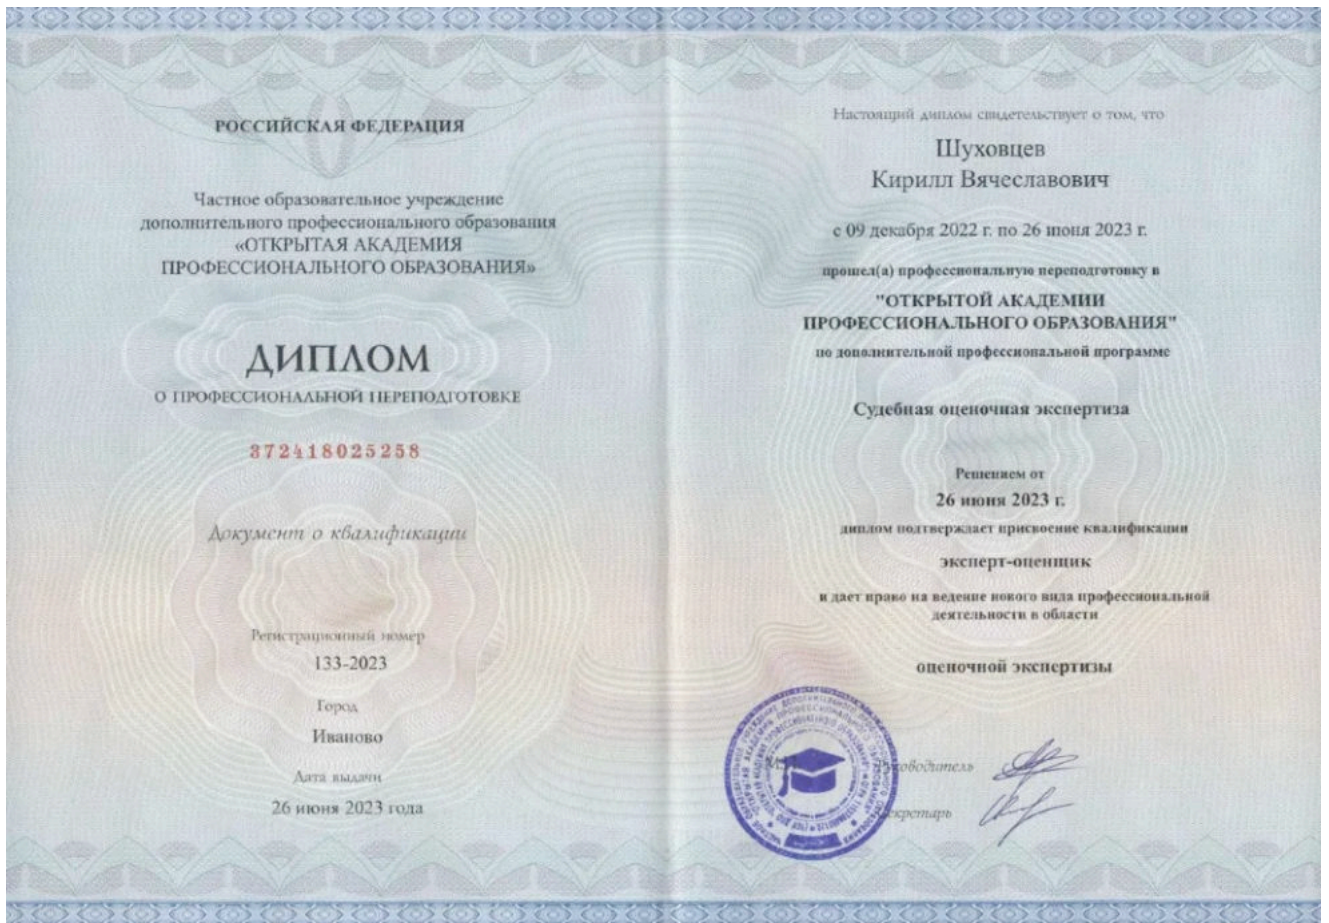 РОССИЙСКАЯ ФЕДЕРАЦИЯ
Частное образовательное учреждение
дополнительного профессионального образования
«ОТКРЫТАЯ АКАДЕМИЯ
ПРОФЕССИОНАЛЬНОГО ОБРАЗОВАНИЯ»
ДИПЛОМ
О ПРОФЕССИОНАЛЬНОЙ ПЕРЕПОДГОТОВКЕ
372418025258
Документ о квалификации
Регистрационный номер
133-2023
Город
Иваново
Дата выдачи
26 июня 2023 года
Настоящий диплом свидетельствует о том, что
Шуховцев
Кирилл Вячеславович
с 09 декабря 2022 г. по 26 июня 2023 г.
прошел(а) профессиональную переподготовку в
"ОТКРЫТОЙ АКАДЕМИИ
ПРОФЕССИОНАЛЬНОГО ОБРАЗОВАНИЯ"
по дополнительной профессиональной программе
Судебная оценочная экспертиза
Решением от
26 июня 2023 г.
диплом подтверждает присвоение квалификации
эксперт-оценщик
и дает право на ведение нового вида профессиональной
деятельности в области
оценочной экспертизы
М.П.
Руководитель
Секретарь